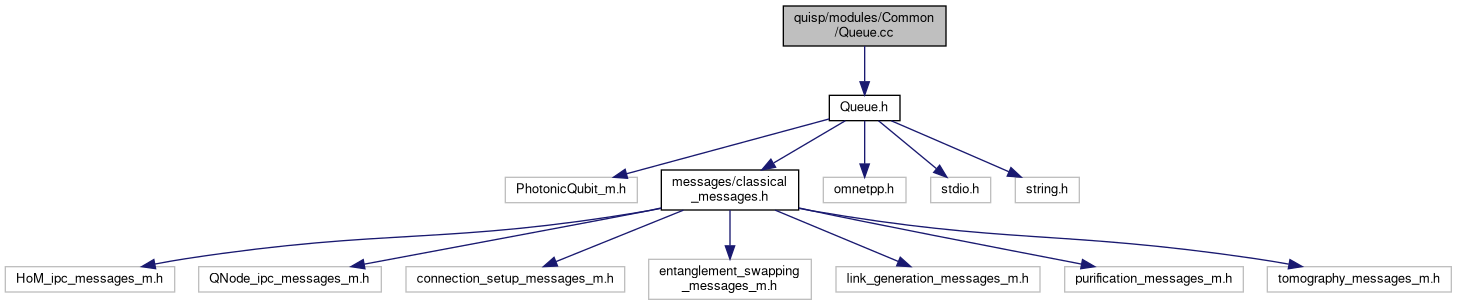 quisp/modules/Common
/Queue.cc
Queue.h
PhotonicQubit_m.h
messages/classical
_messages.h
omnetpp.h
stdio.h
string.h
HoM_ipc_messages_m.h
QNode_ipc_messages_m.h
connection_setup_messages_m.h
entanglement_swapping
_messages_m.h
link_generation_messages_m.h
purification_messages_m.h
tomography_messages_m.h